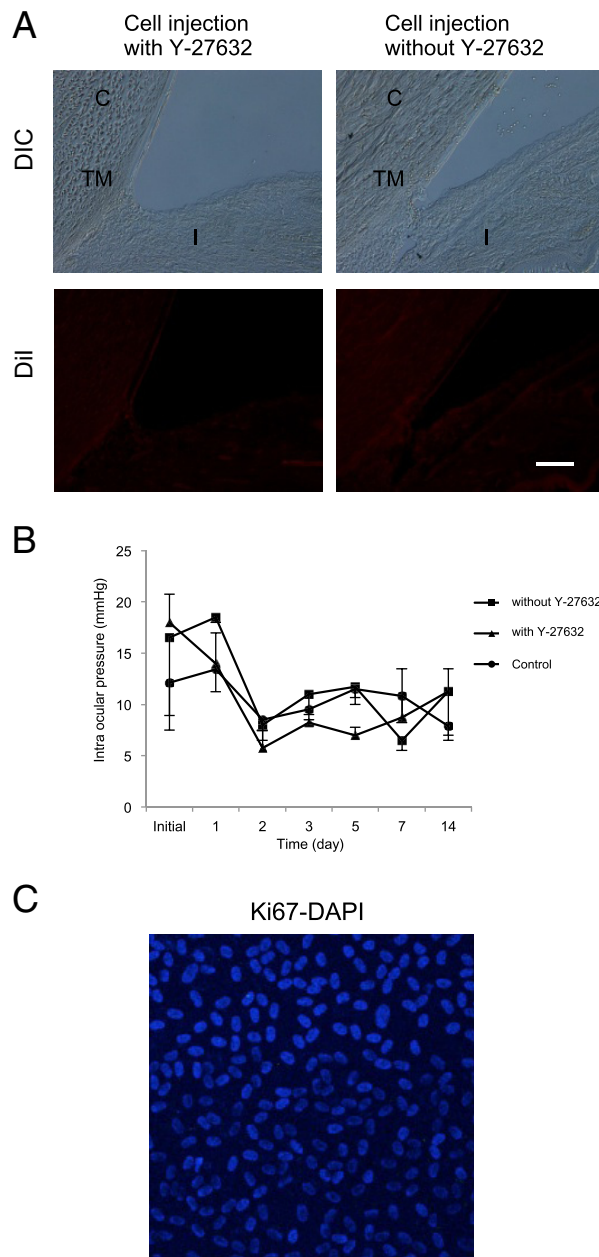 A
Cell injection
with Y-27632
Cell injection
without Y-27632
DIC
C
TM
I
C
TM
I
DiI
B
25
20
15
10
5
0
Intra ocular pressure (mmHg)
Initial 1 2 3 5 7 14
Time (day)
without Y-27632
with Y-27632
Control
C
Ki67-DAPI